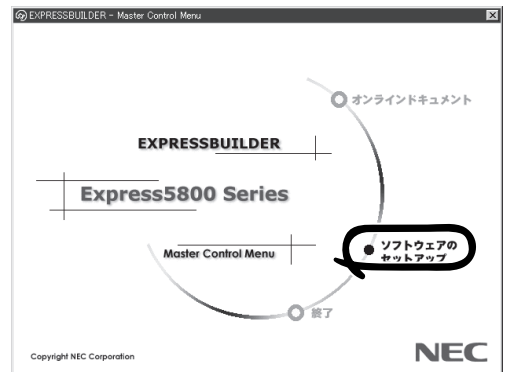 EXPRESSBUILDER - Master Control Menu
オンラインドキュメント
EXPRESSBUILDER
Express5800 Series
ソフトウェアの
セットアップ
Master Control Menu
終了
Copyright NEC Corporation
NEC